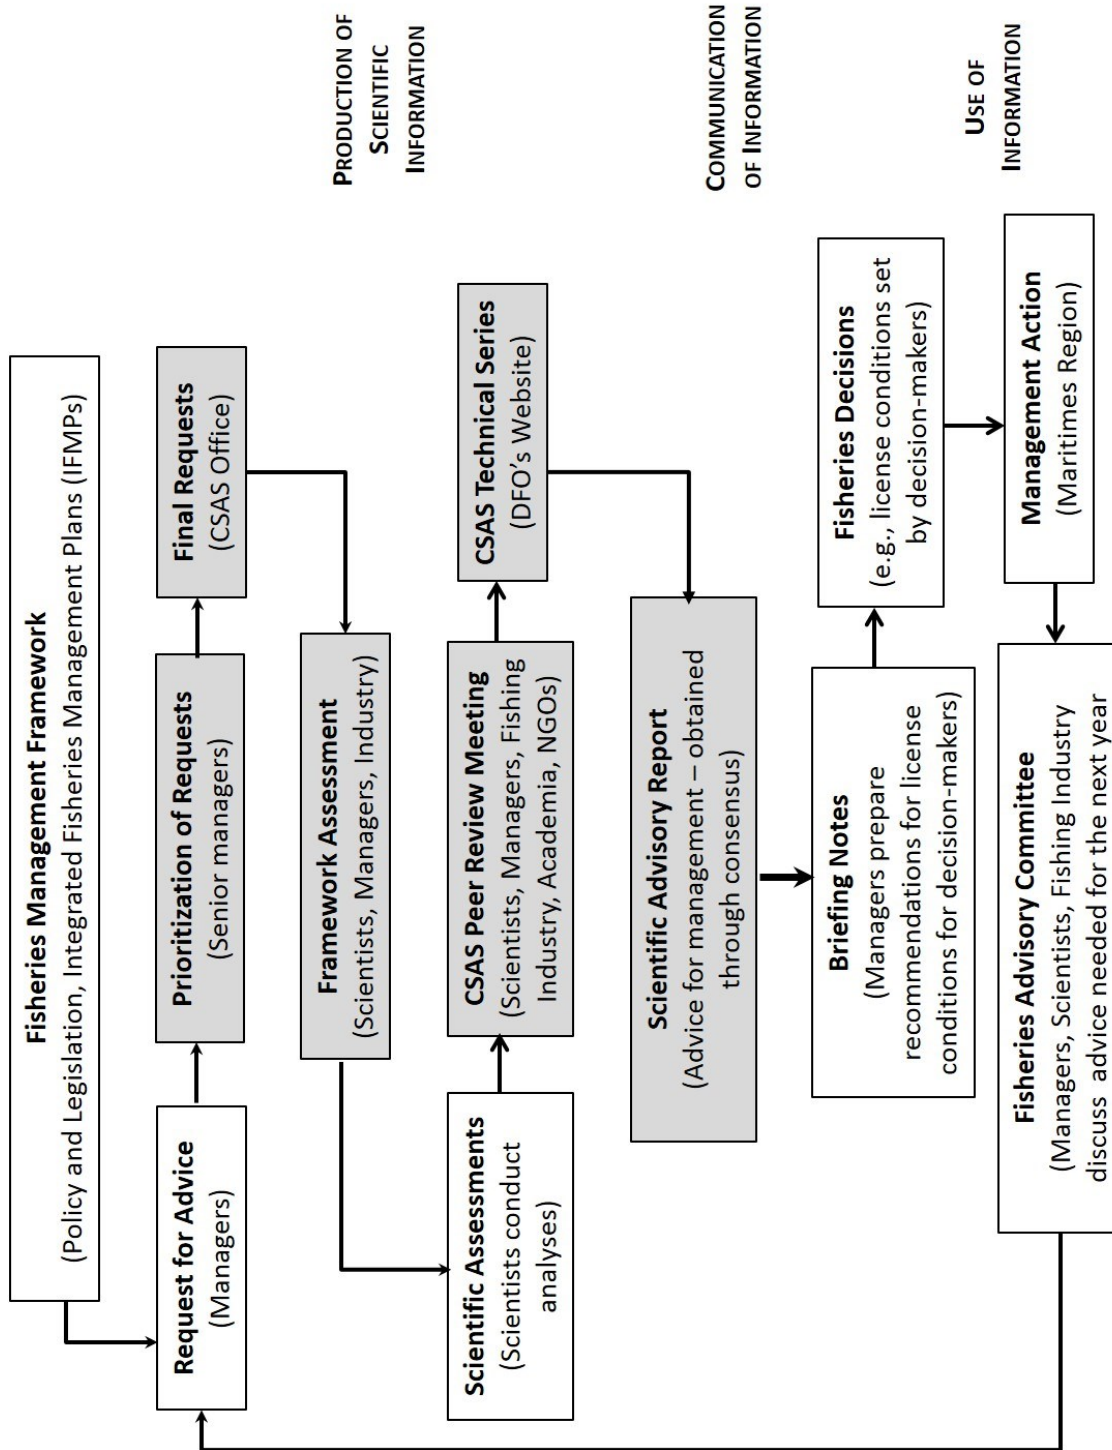 Fisheries Management Framework
(Policy and Legislation, Integrated Fisheries Management Plans (IFMPs)
Request for Advice
(Managers)
Prioritization of Requests
(Senior managers)
Final Requests
(CSAS Office)
Framework Assessment
(Scientists, Managers, Industry)
PRODUCTION OF
SCIENTIFIC
INFORMATION
Scientific Assessments
(Scientists conduct
analyses)
CSAS Peer Review Meeting
(Scientists, Managers, Fishing
Industry, Academia, NGOs)
CSAS Technical Series
(DFO's Website)
Scientific Advisory Report
(Advice for management – obtained
through consensus)
COMMUNICATION
OF INFORMATION
Briefing Notes
(Managers prepare
recommendations for license
conditions for decision-makers)
Fisheries Decisions
(e.g., license conditions set
by decision-makers)
USE OF
INFORMATION
Fisheries Advisory Committee
(Managers, Scientists, Fishing Industry
discuss advice needed for the next year
Management Action
(Maritimes Region)